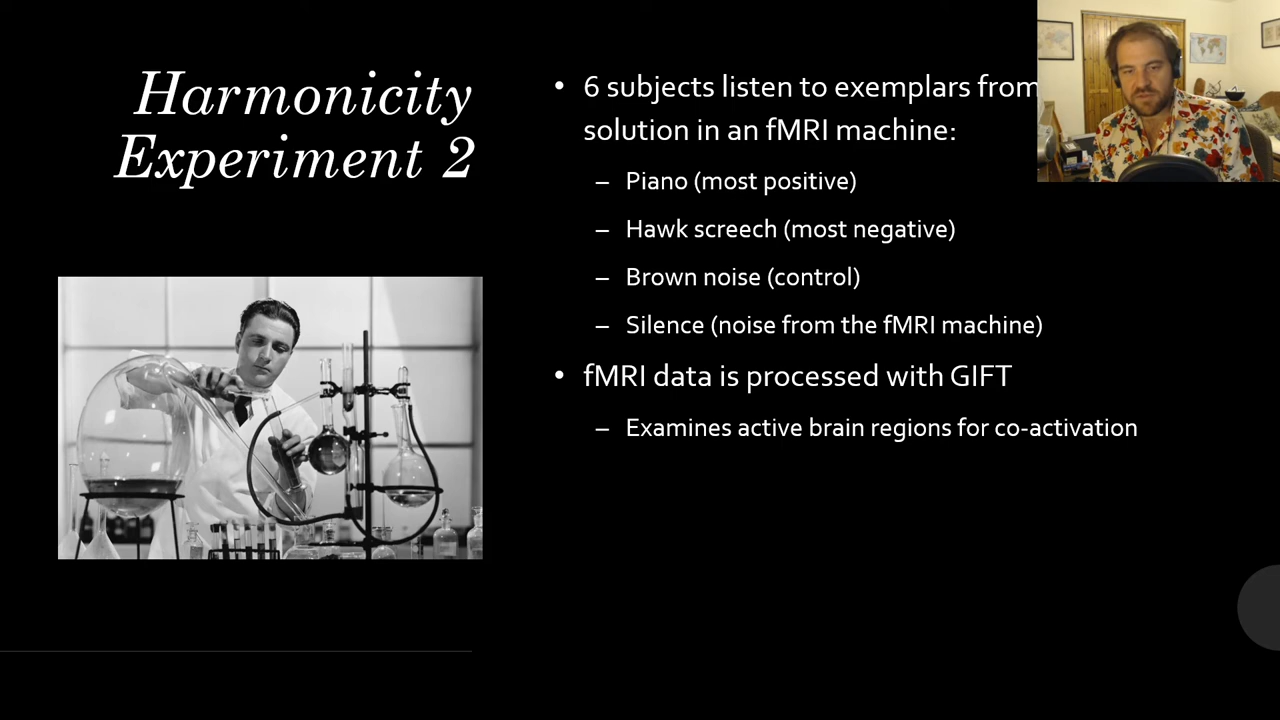 Harmonicity
Experiment 2
• 6 subjects listen to exemplars from
solution in an fMRI machine:
– Piano (most positive)
– Hawk screech (most negative)
– Brown noise (control)
– Silence (noise from the fMRI machine)
• fMRI data is processed with GIFT
– Examines active brain regions for co-activation